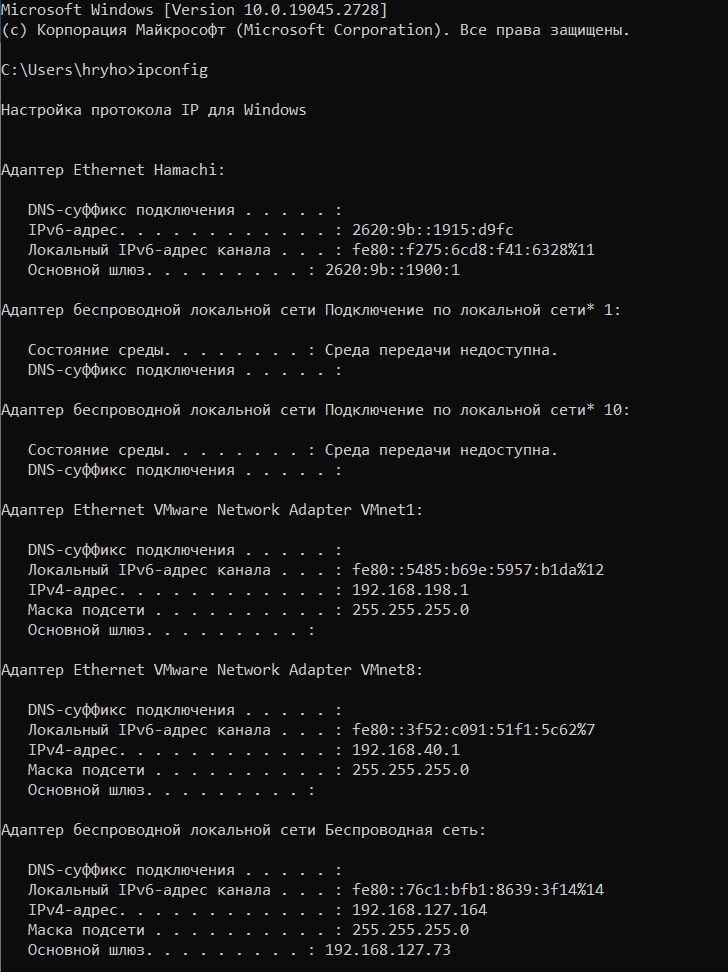 Microsoft Windows [Version 10.0.19045.2728]
(c) Корпорация Майкрософт (Microsoft Corporation). Все права защищены.
C:\Users\hryho>ipconfig
Настройка протокола IP для Windows
Адаптер Ethernet Hamachi:
DNS-суффикс подключения . . . . . :
IPv6-адрес. . . . . . . . . . . . : 2620:9b::1915:d9fc
Локальный IPv6-адрес канала . . . : fe80::f275:6cd8:f41:6328%11
Основной шлюз. . . . . . . . . : 2620:9b::1900:1
Адаптер беспроводной локальной сети Подключение по локальной сети* 1:
Состояние среды. . . . . . . . : Среда передачи недоступна.
DNS-суффикс подключения . . . . . :
Адаптер беспроводной локальной сети Подключение по локальной сети* 10:
Состояние среды. . . . . . . . : Среда передачи недоступна.
DNS-суффикс подключения . . . . . :
Адаптер Ethernet VMware Network Adapter VMnet1:
DNS-суффикс подключения . . . . . :
Локальный IPv6-адрес канала . . . : fe80::5485:b69e:5957:b1da%12
IPv4-адрес. . . . . . . . . . . . : 192.168.198.1
Маска подсети . . . . . . . . . . : 255.255.255.0
Основной шлюз. . . . . . . . . :
Адаптер Ethernet VMware Network Adapter VMnet8:
DNS-суффикс подключения . . . . . :
Локальный IPv6-адрес канала . . . : fe80::3f52:c091:51f1:5c62%7
IPv4-адрес. . . . . . . . . . . . : 192.168.40.1
Маска подсети . . . . . . . . . . : 255.255.255.0
Основной шлюз. . . . . . . . . :
Адаптер беспроводной локальной сети Беспроводная сеть:
DNS-суффикс подключения . . . . . :
Локальный IPv6-адрес канала . . . : fe80::76c1:bfb1:8639:3f14%14
IPv4-адрес. . . . . . . . . . . . : 192.168.127.164
Маска подсети . . . . . . . . . . : 255.255.255.0
Основной шлюз. . . . . . . . . : 192.168.127.73